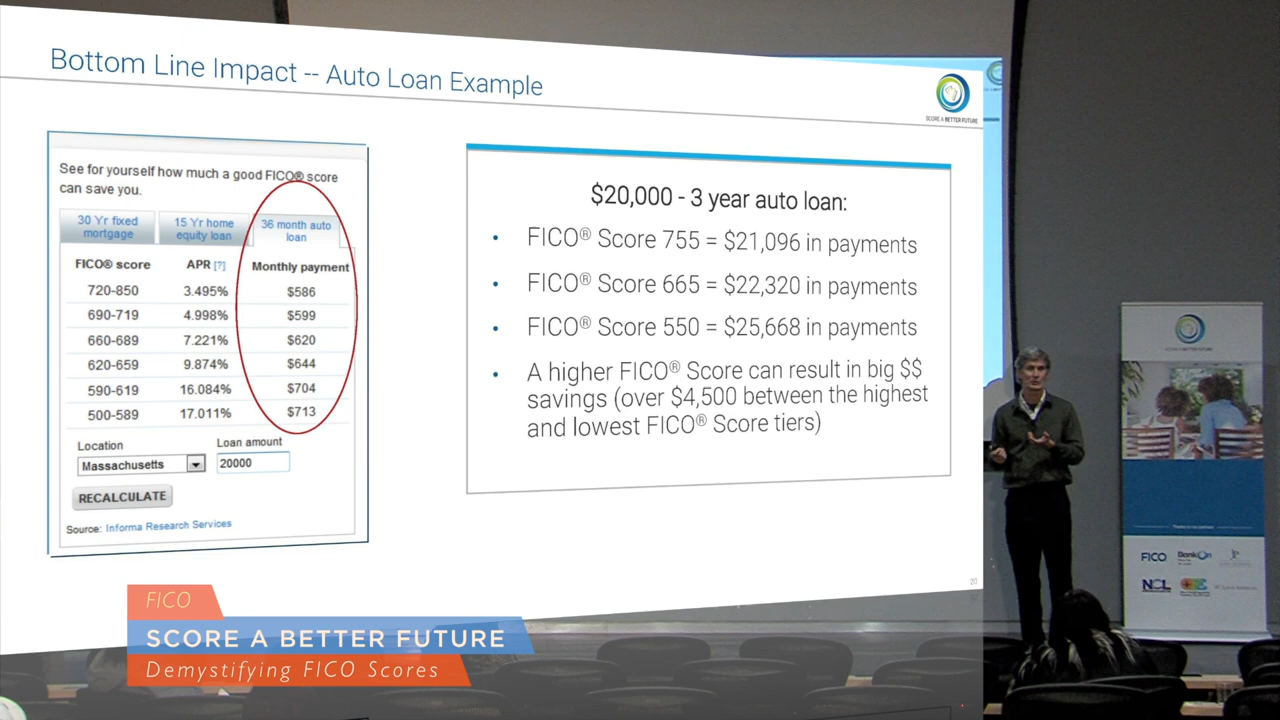 Bottom Line Impact -- Auto Loan Example
SCORE A BETTER FUTURE
See for yourself how much a good FICO® score
can save you.
30 Yr fixed mortgage
15 Yr home equity loan
36 month auto loan
FICO® score APR [?] Monthly payment
720-850 3.495% $586
690-719 4.998% $599
660-689 7.221% $620
620-659 9.874% $644
590-619 16.084% $704
500-589 17.011% $713
Location Loan amount
Massachusetts 20000
RECALCULATE
Source: Informa Research Services
$20,000 - 3 year auto loan:
• FICO® Score 755 = $21,096 in payments
• FICO® Score 665 = $22,320 in payments
• FICO® Score 550 = $25,668 in payments
• A higher FICO® Score can result in big $$
savings (over $4,500 between the highest
and lowest FICO® Score tiers)
20
FICO
SCORE A BETTER FUTURE
Demystifying FICO Scores
FICO BankOn
NCL